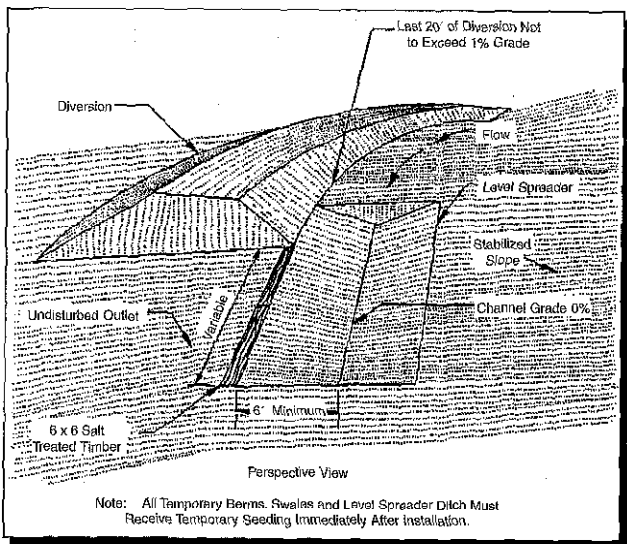 Last 20' of Diversion Not
to Exceed 1% Grade
Diversion
Flow
Level Spreader
Stabilized
Slope
Undisturbed Outlet
Variable
Channel Grade 0%
6 x 6 Salt
Treated Timber
6' Minimum
Perspective View
Note: All Temporary Berms, Swales and Level Spreader Ditch Must
Receive Temporary Seeding Immediately After Installation.